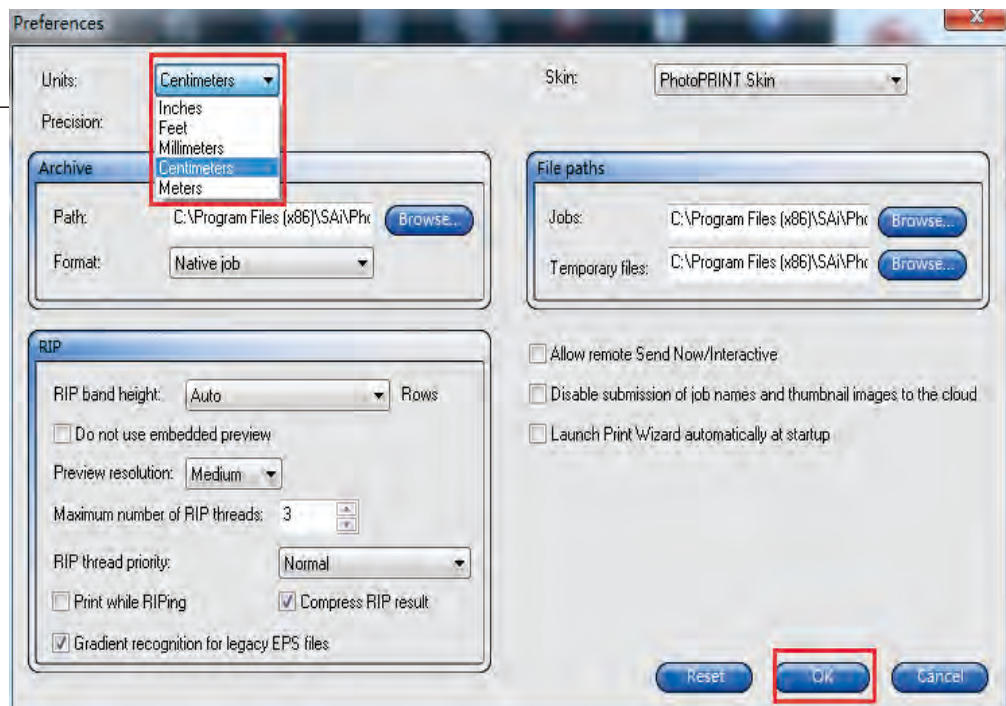 Preferences
X
Units: Centimeters
Skin: PhotoPRINT Skin
Inches
Feet
Millimeters
Centimeters
Meters
Precision:
Archive
Path: C:\Program Files (x86)\SAi\Pho Browse...
Format: Native job
File paths
Jobs: C:\Program Files (x86)\SAi\Pho Browse...
Temporary files: C:\Program Files (x86)\SAi\Pho Browse...
RIP
RIP band height: Auto Rows
Do not use embedded preview
Preview resolution: Medium
Maximum number of RIP threads: 3
RIP thread priority: Normal
Print while RIPing Compress RIP result
Gradient recognition for legacy EPS files
Allow remote Send Now/Interactive
Disable submission of job names and thumbnail images to the cloud
Launch Print Wizard automatically at startup
Reset OK Cancel